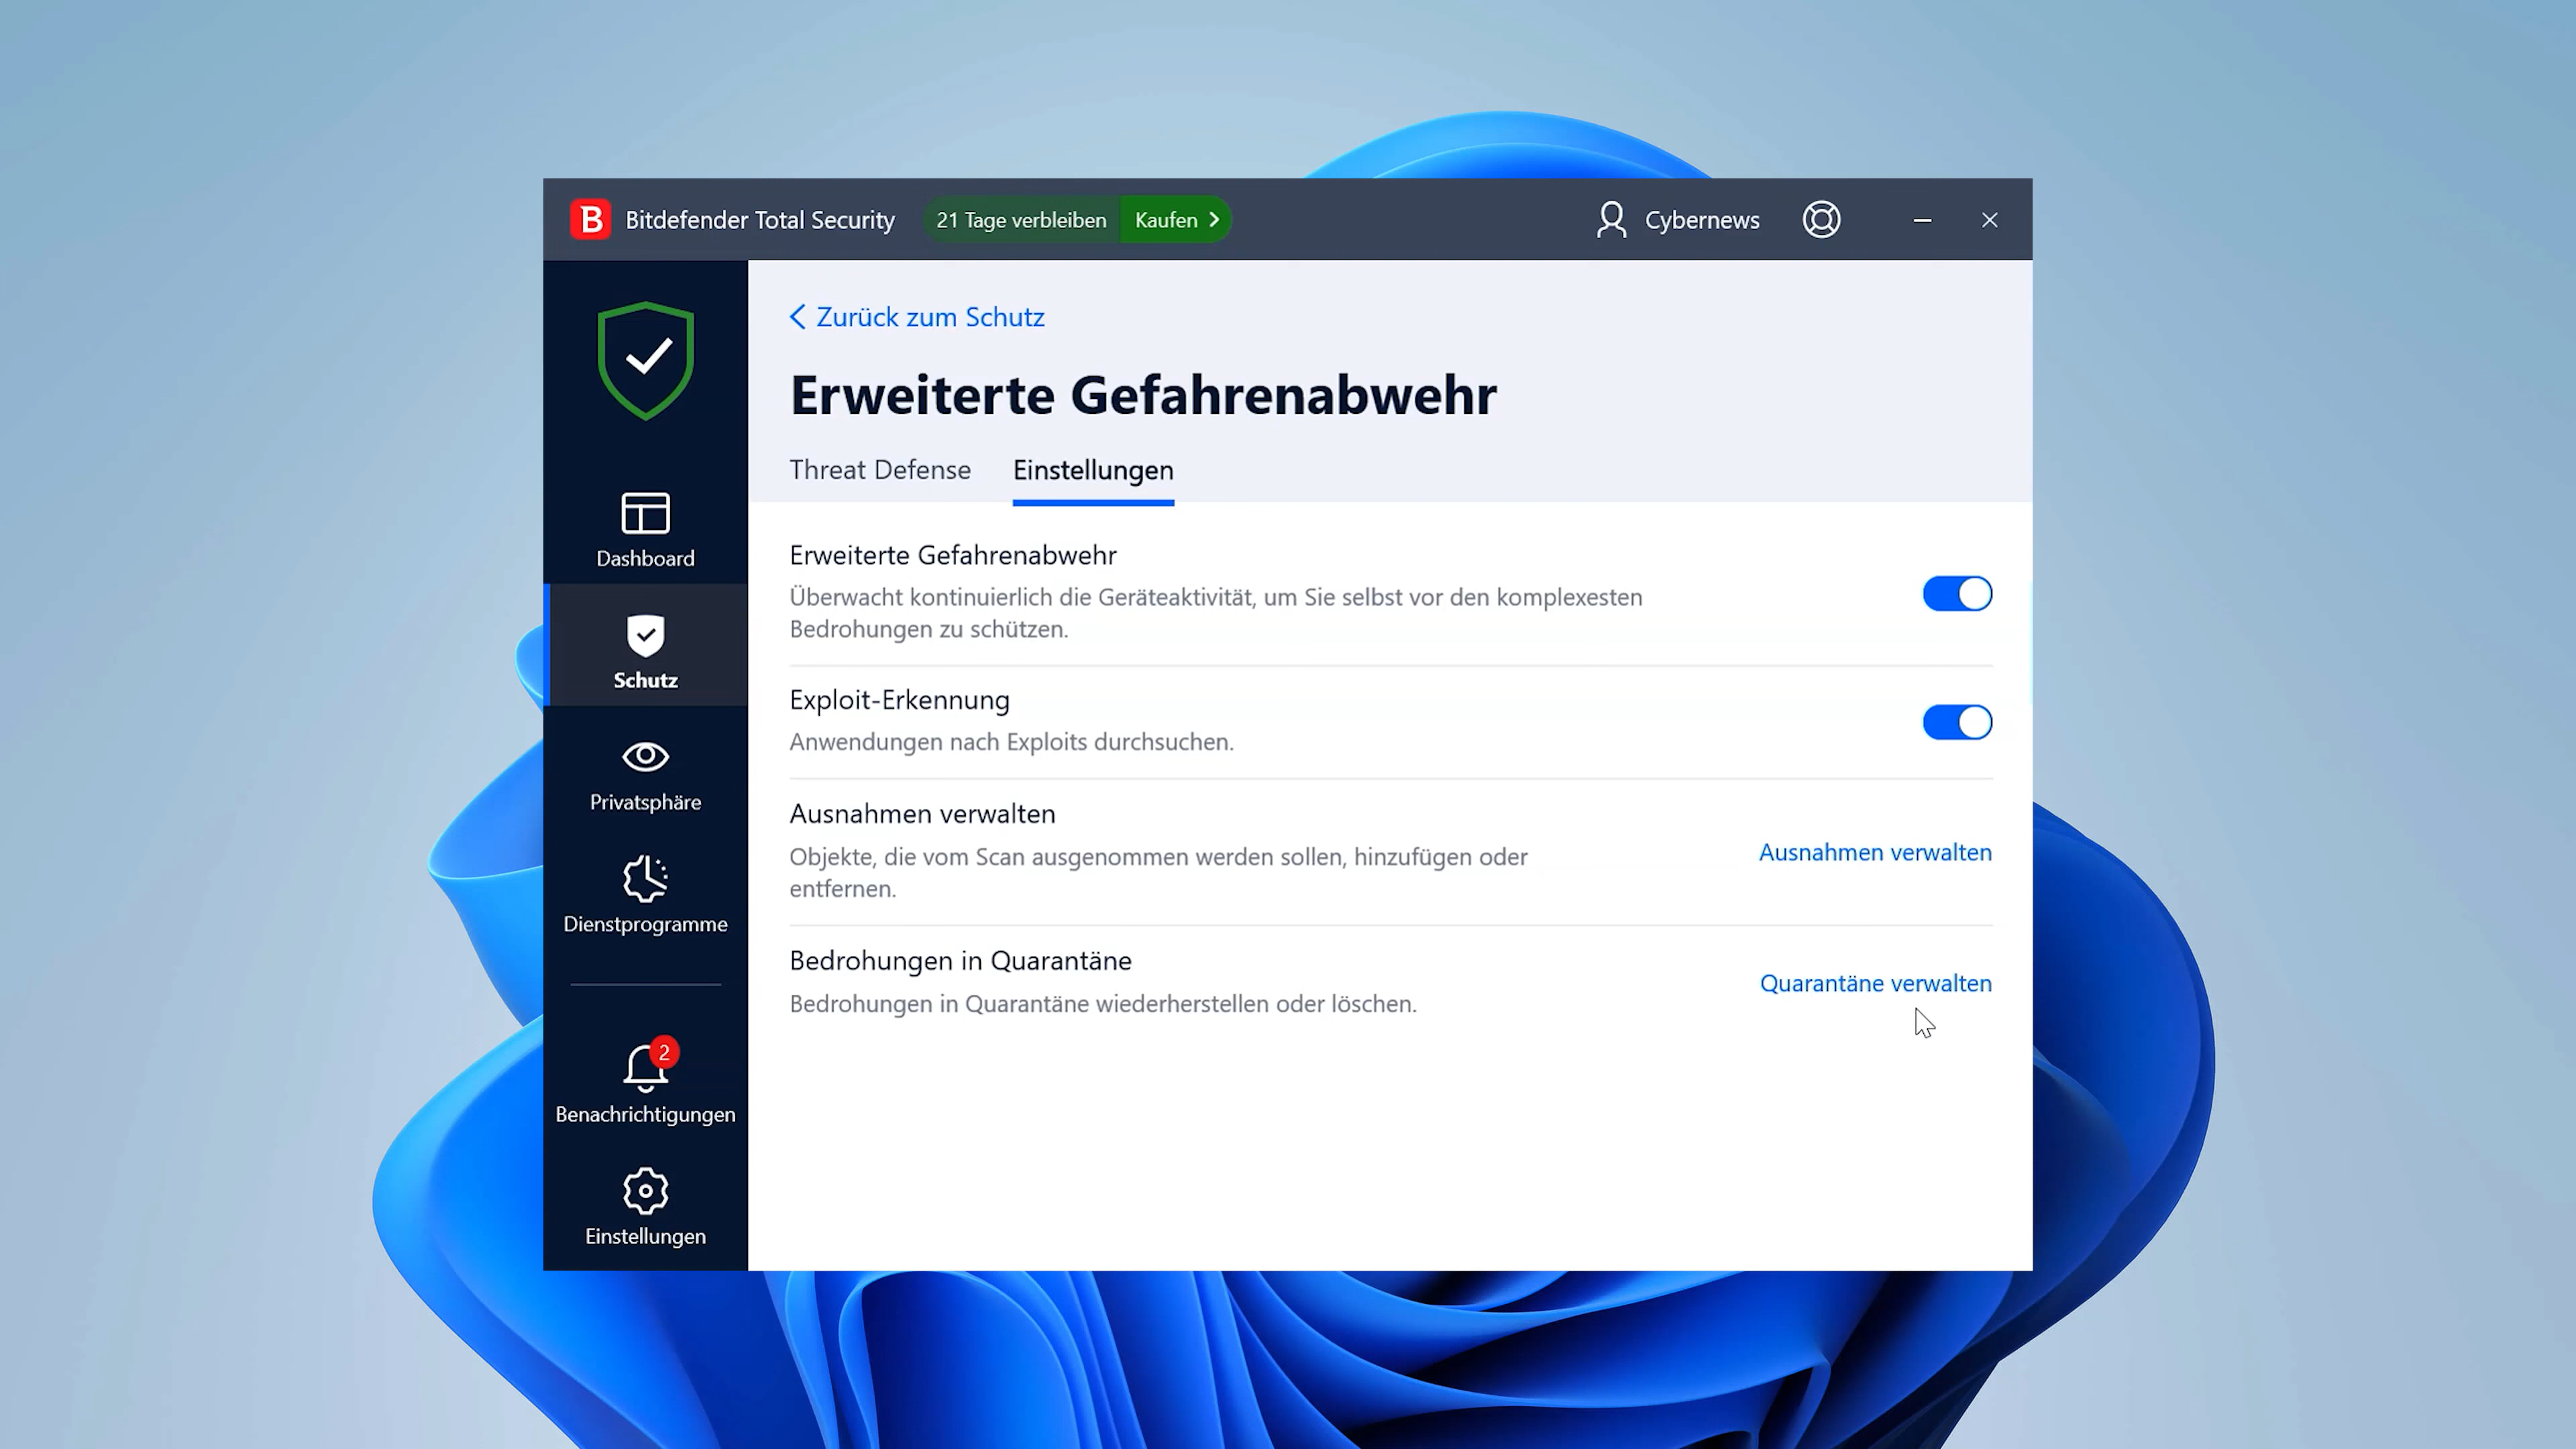 B Bitdefender Total Security 21 Tage verbleiben Kaufen Cybernews
Zurück zum Schutz
Erweiterte Gefahrenabwehr
Threat Defense Einstellungen
Dashboard
Schutz
Privatsphäre
Dienstprogramme
2
Benachrichtigungen
Einstellungen
Erweiterte Gefahrenabwehr
Überwacht kontinuierlich die Geräteaktivität, um Sie selbst vor den komplexesten
Bedrohungen zu schützen.
Exploit-Erkennung
Anwendungen nach Exploits durchsuchen.
Ausnahmen verwalten
Objekte, die vom Scan ausgenommen werden sollen, hinzufügen oder
entfernen.
Ausnahmen verwalten
Bedrohungen in Quarantäne
Bedrohungen in Quarantäne wiederherstellen oder löschen.
Quarantäne verwalten